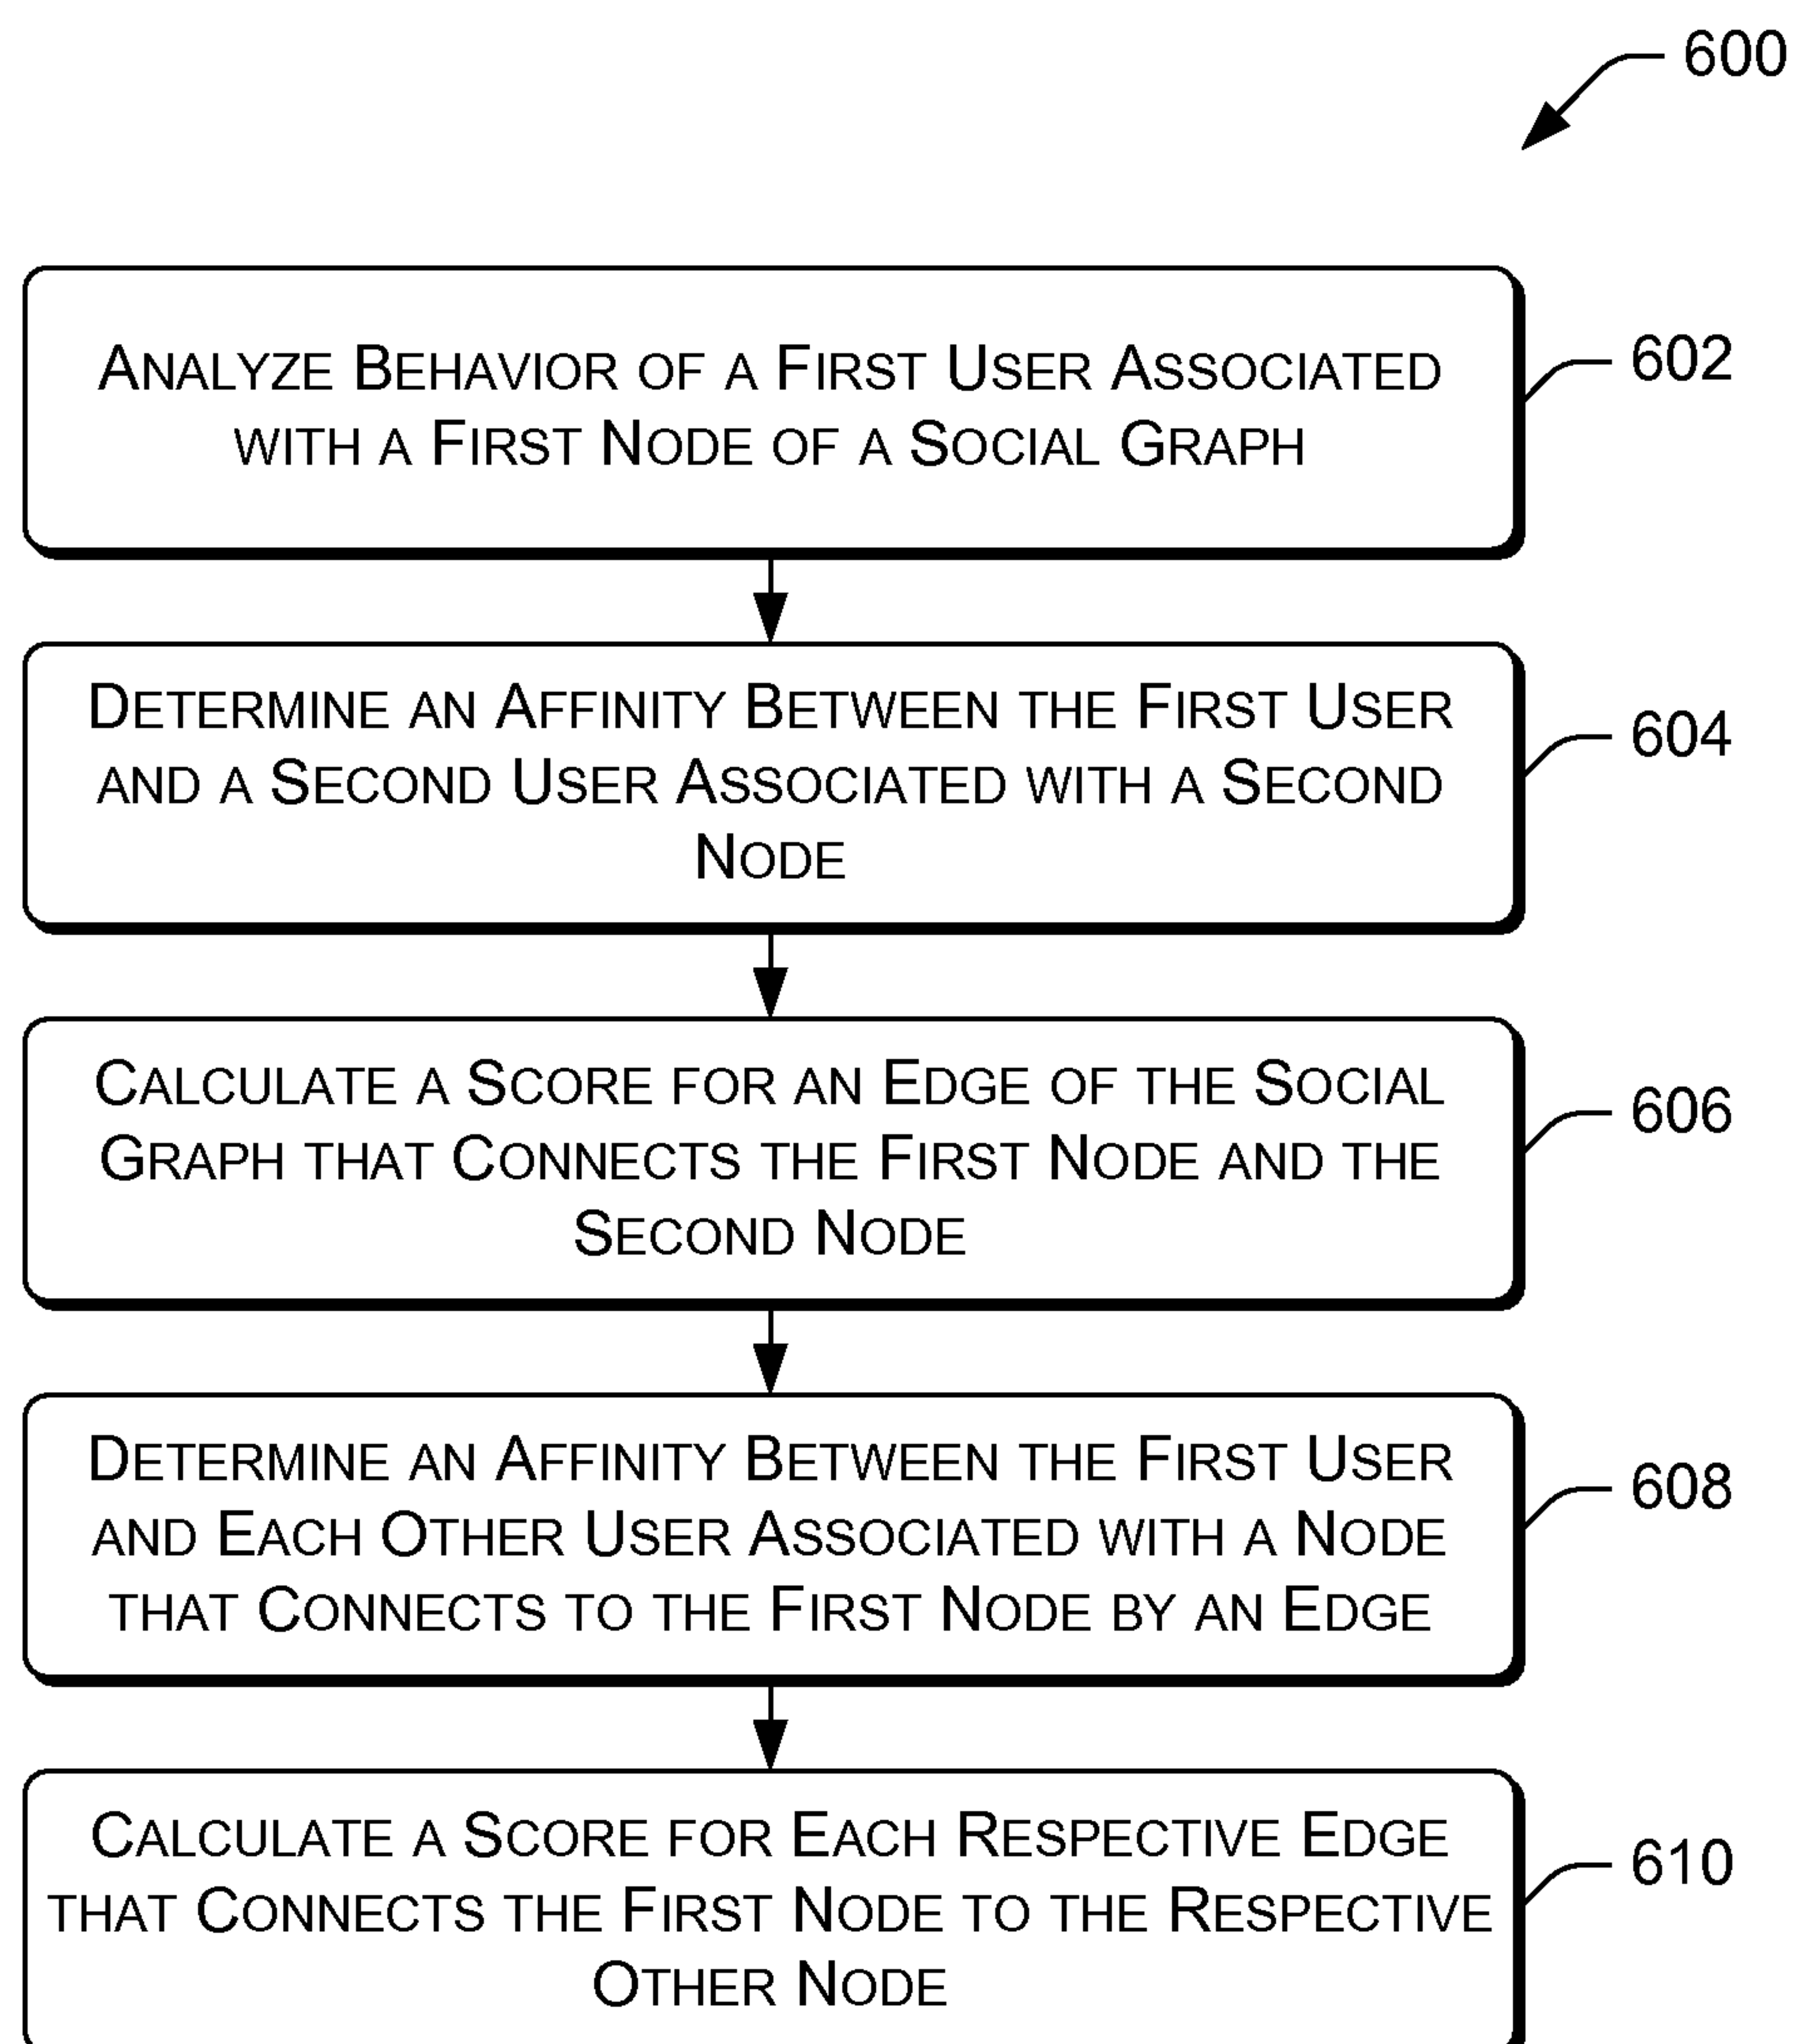 600
Analyze Behavior of a First User Associated
with a First Node of a Social Graph
602
Determine an Affinity Between the First User
and a Second User Associated with a Second
Node
604
Calculate a Score for an Edge of the Social
Graph that Connects the First Node and the
Second Node
606
Determine an Affinity Between the First User
and Each Other User Associated with a Node
that Connects to the First Node by an Edge
608
Calculate a Score for Each Respective Edge
that Connects the First Node to the Respective
Other Node
610